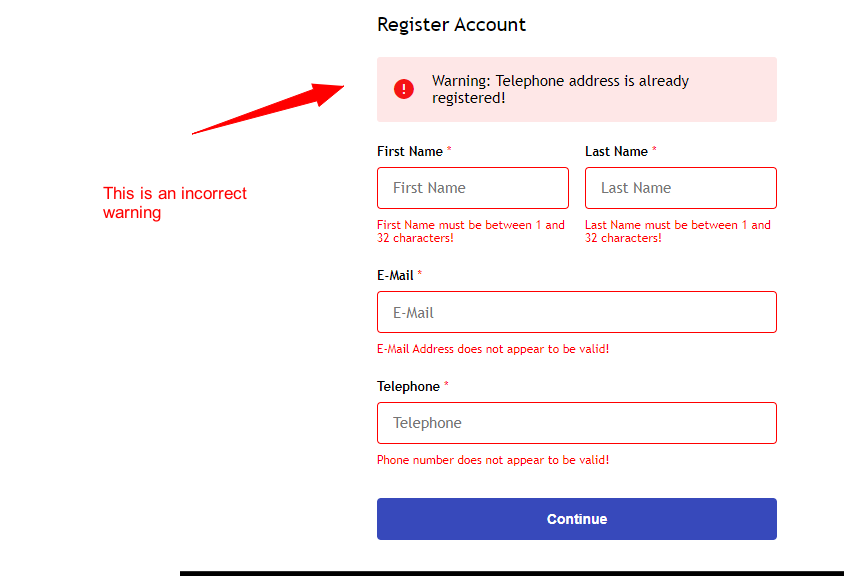 Register Account
Warning: Telephone address is already
registered!
This is an incorrect
warning
First Name *
Last Name *
First Name
Last Name
First Name must be between 1 and
32 characters!
Last Name must be between 1 and
32 characters!
E-Mail *
E-Mail
E-Mail Address does not appear to be valid!
Telephone *
Telephone
Phone number does not appear to be valid!
Continue